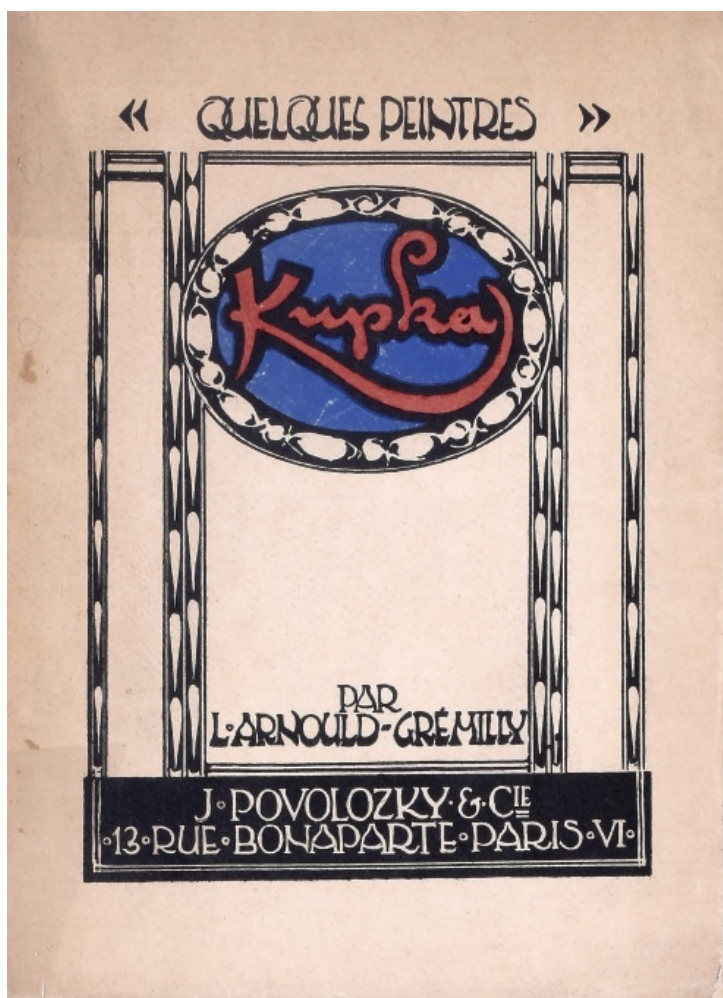 « QUELQUES PEINTRES »
Kupka
PAR
L·ARNOULD-GRÉMILLY
J·POVOLOZKY·&·CIE
·13·RUE·BONAPARTE·PARIS·VI·